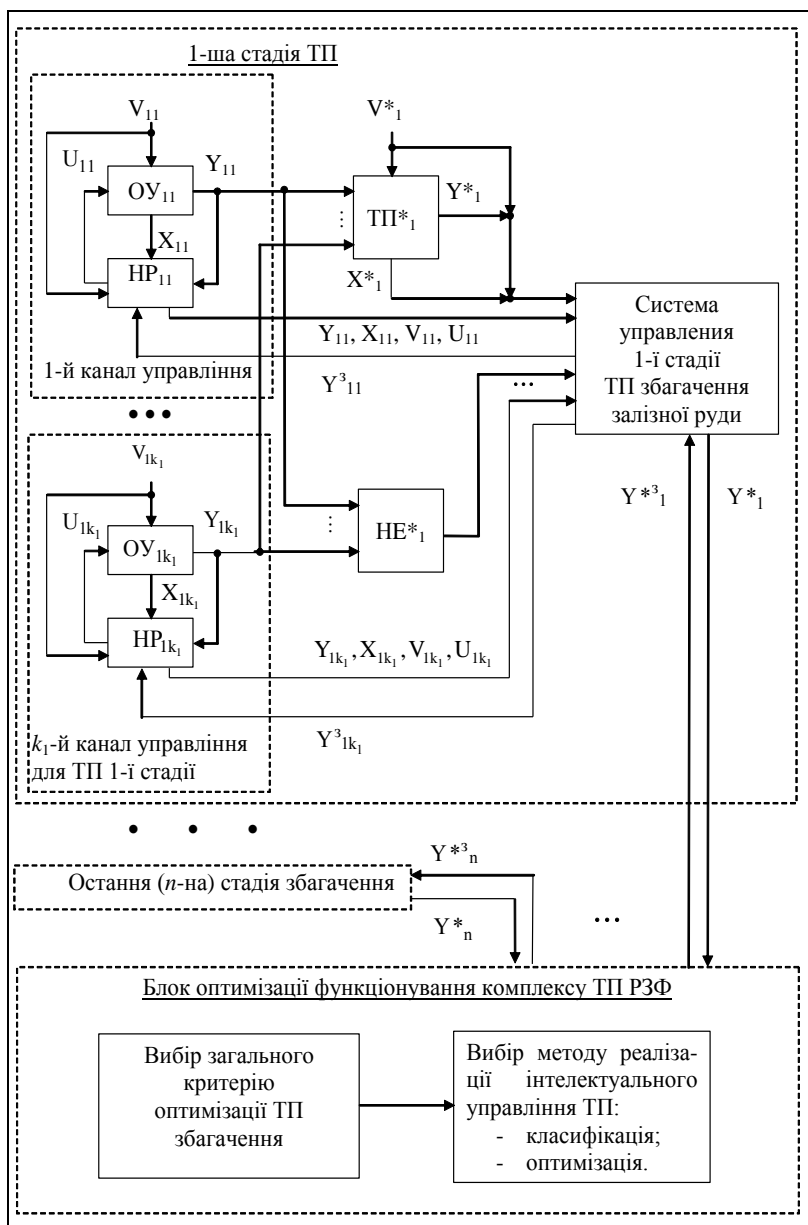 1-ша стадія ТП
V₁₁
V*₁
U₁₁
Y₁₁
ОУ₁₁
Y*₁
ТП*₁
X₁₁
X*₁
НР₁₁
Y₁₁, X₁₁, V₁₁, U₁₁
1-й канал управління
Y³₁₁
Система
управления
1-ї стадії
ТП збагачення
залізної руди
V₁ₖ₁
U₁ₖ₁
Y₁ₖ₁
ОУ₁ₖ₁
НЕ*₁
Y*³₁
Y*₁
X₁ₖ₁
НР₁ₖ₁
Y₁ₖ₁, X₁ₖ₁, V₁ₖ₁, U₁ₖ₁
k₁-й канал управління
для ТП 1-ї стадії
Y³₁ₖ₁
Y*³ₙ
Остання (n-на) стадія збагачення
Y*ₙ
Блок оптимізації функціонування комплексу ТП РЗФ
Вибір загального
критерію
оптимізації ТП
збагачення
Вибір методу реаліза-
ції інтелектуального
управління ТП:
- класифікація;
- оптимізація.